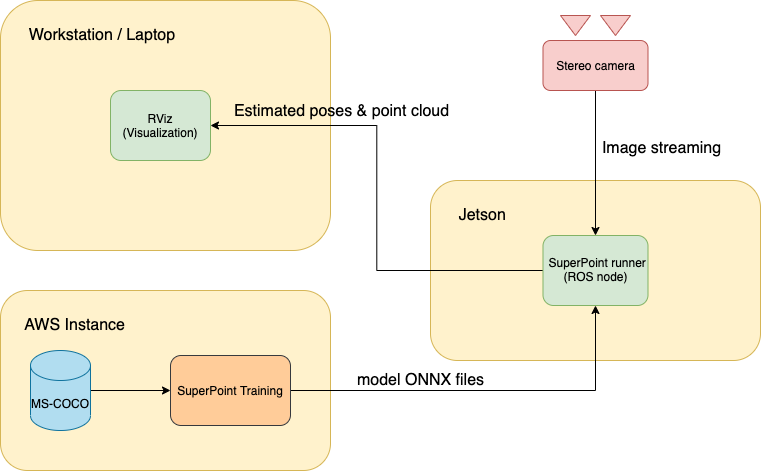 Workstation / Laptop
Stereo camera
RViz
(Visualization)
Estimated poses & point cloud
Image streaming
Jetson
SuperPoint runner
(ROS node)
AWS Instance
MS-COCO
SuperPoint Training
model ONNX files